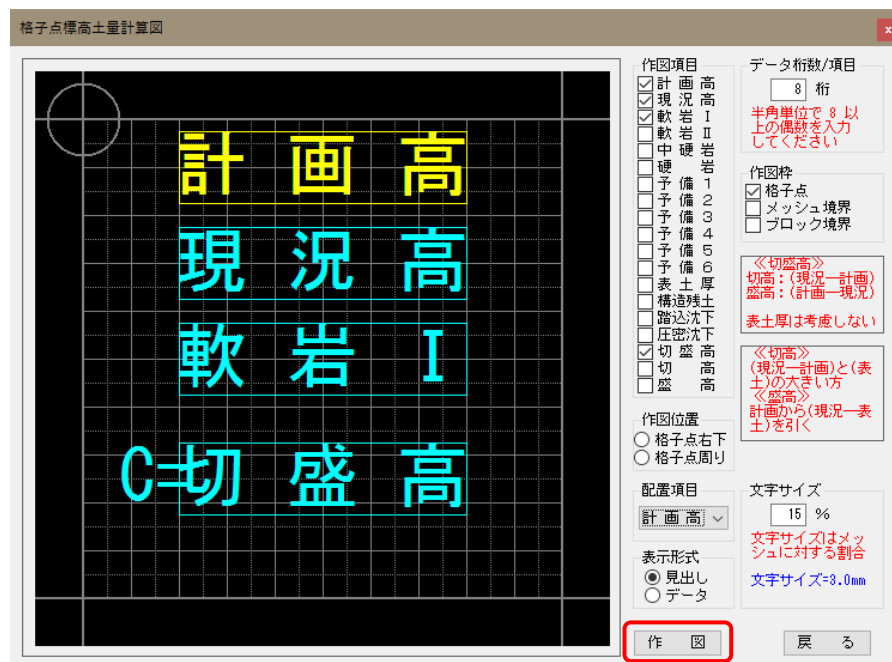 格子点標高土量計算図
x
計 画 高
現 況 高
軟 岩 Ⅰ
C=切 盛 高
作図項目
計 画 高
現 況 高
軟 岩 Ⅰ
軟 岩 Ⅱ
中 硬 岩
硬 岩
予 備 1
予 備 2
予 備 3
予 備 4
予 備 5
予 備 6
表 土 厚
構造残土
踏込沈下
圧密沈下
切 盛 高
切 高
盛 高
作図位置
格子点右下
格子点周り
配置項目
計 画 高
表示形式
見出し
データ
作 図
データ桁数/項目
8 桁
半角単位で 8 以
上の偶数を入力
してください
作図枠
格子点
メッシュ境界
ブロック境界
≪切盛高≫
切高：(現況―計画)
盛高：(計画―現況)
表土厚は考慮しない
≪切高≫
(現況―計画)と(表
土)の大きい方
≪盛高≫
計画から(現況―表
土)を引く
文字サイズ
15 %
文字サイズはメッ
シュに対する割合
文字サイズ=3.0mm
戻 る